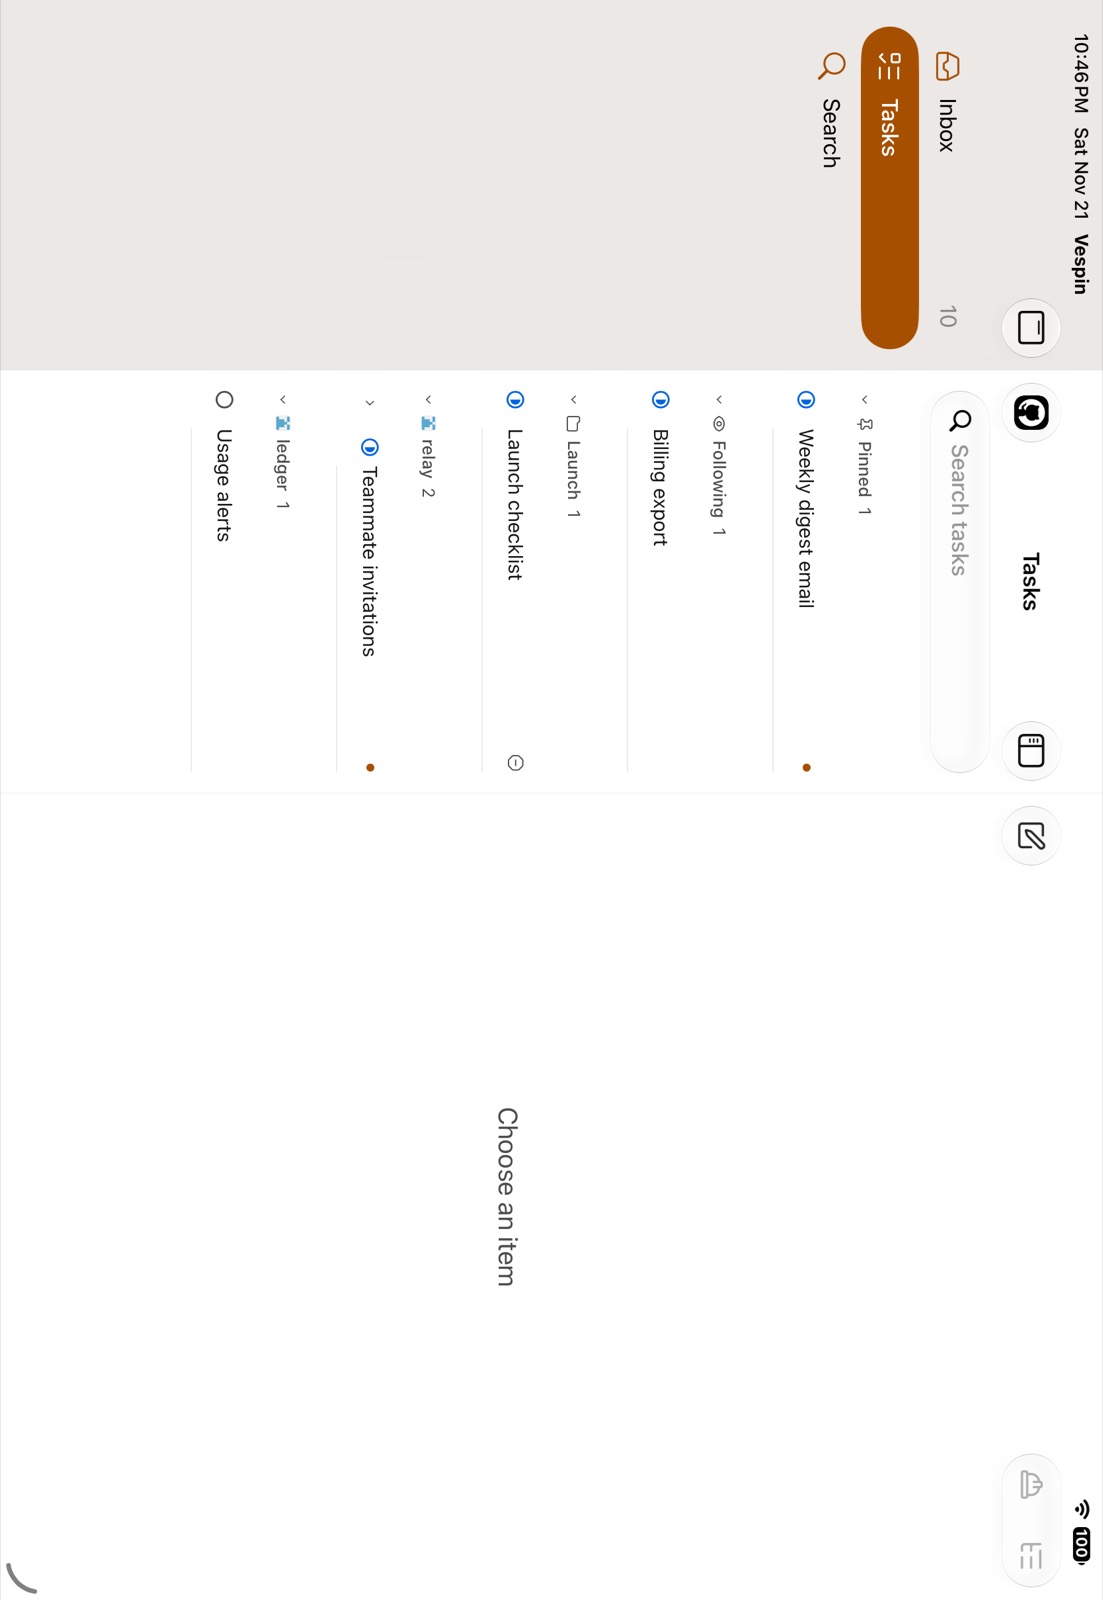 10:46 PM Sat Nov 21 Vespin
100
Inbox 10
Tasks
Search
Tasks
Search tasks
Pinned 1
Weekly digest email
Following 1
Billing export
Launch 1
Launch checklist
relay 2
Teammate invitations
ledger 1
Usage alerts
Choose an item